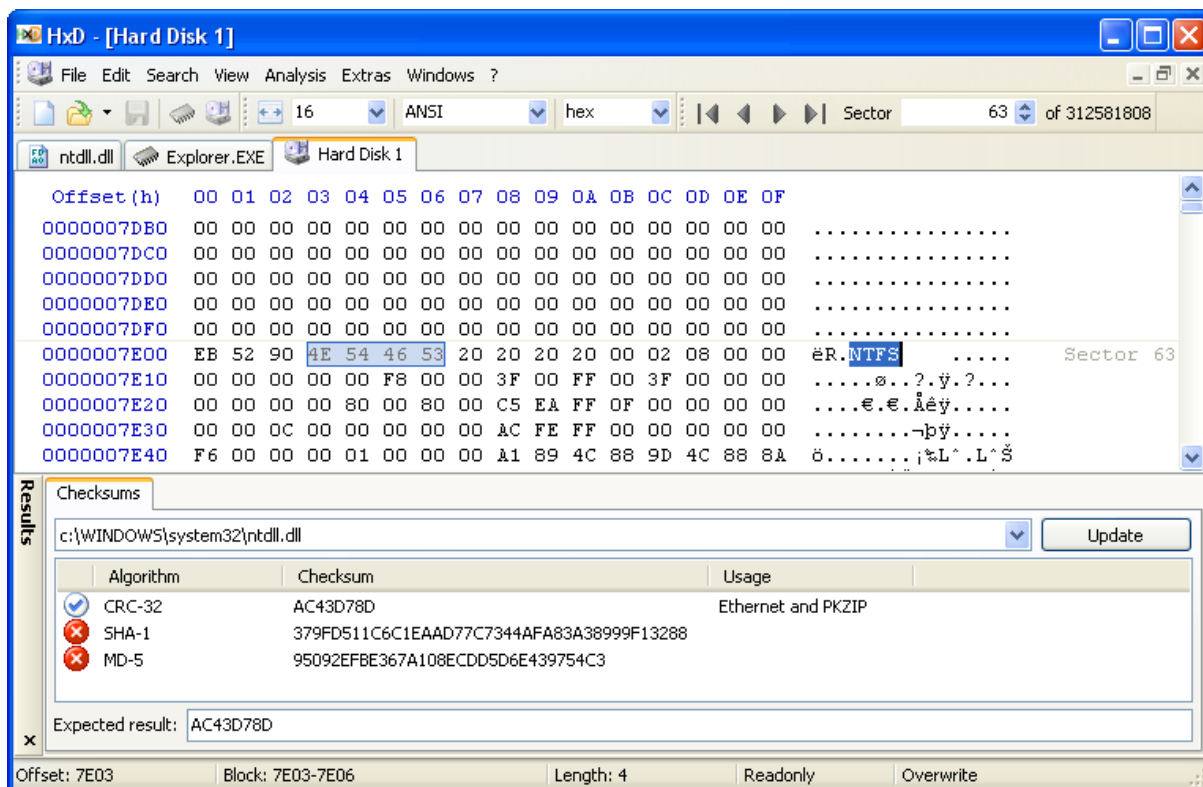 HxD - [Hard Disk 1]
File Edit Search View Analysis Extras Windows ?
16 ANSI hex Sector 63 of 312581808
ntdll.dll Explorer.EXE Hard Disk 1
Offset(h) 00 01 02 03 04 05 06 07 08 09 0A 0B 0C 0D 0E 0F
0000007DB0 00 00 00 00 00 00 00 00 00 00 00 00 00 00 00 00 ................
0000007DC0 00 00 00 00 00 00 00 00 00 00 00 00 00 00 00 00 ................
0000007DD0 00 00 00 00 00 00 00 00 00 00 00 00 00 00 00 00 ................
0000007DE0 00 00 00 00 00 00 00 00 00 00 00 00 00 00 00 00 ................
0000007DF0 00 00 00 00 00 00 00 00 00 00 00 00 00 00 00 00 ................
0000007E00 EB 52 90 4E 54 46 53 20 20 20 20 00 02 08 00 00 ëR.NTFS    ..... Sector 63
0000007E10 00 00 00 00 00 F8 00 00 3F 00 FF 00 3F 00 00 00 .....ø..?.ÿ.?...
0000007E20 00 00 00 00 80 00 80 00 C5 EA FF 0F 00 00 00 00 ....€.€.Åêÿ.....
0000007E30 00 00 0C 00 00 00 00 00 AC FE FF 00 00 00 00 00 ........¬þÿ.....
0000007E40 F6 00 00 00 01 00 00 00 A1 89 4C 88 9D 4C 88 8A ö.......¡‰Lˆ.LˆŠ
Results
Checksums
c:\WINDOWS\system32\ntdll.dll Update
Algorithm Checksum Usage
CRC-32 AC43D78D Ethernet and PKZIP
SHA-1 379FD511C6C1EAAD77C7344AFA83A38999F13288
MD-5 95092EFBE367A108ECDD5D6E439754C3
Expected result: AC43D78D
Offset: 7E03 Block: 7E03-7E06 Length: 4 Readonly Overwrite